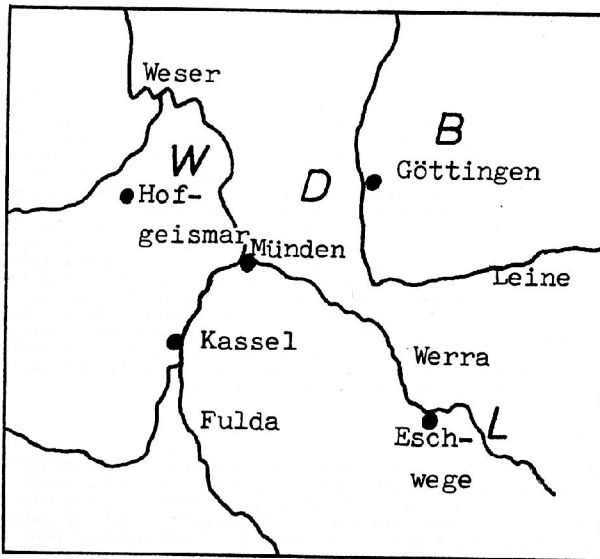 Weser
B
W
Göttingen
D
Hof-
geismar
Münden
Leine
Kassel
Werra
Fulda
L
Esch-
wege